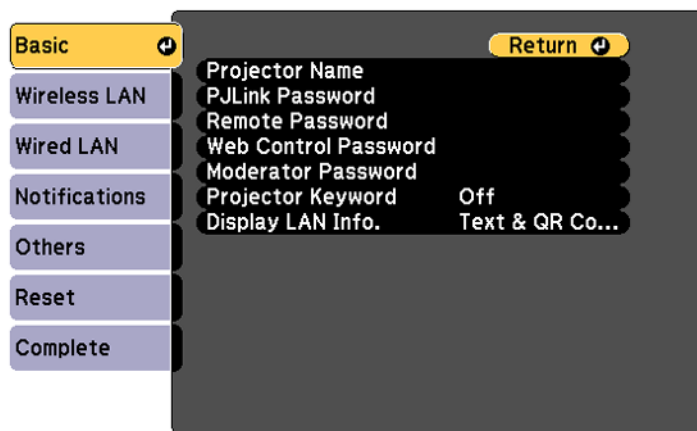 Basic
Wireless LAN
Wired LAN
Notifications
Others
Reset
Complete
Return
Projector Name
PJLink Password
Remote Password
Web Control Password
Moderator Password
Projector Keyword Off
Display LAN Info. Text & QR Co...